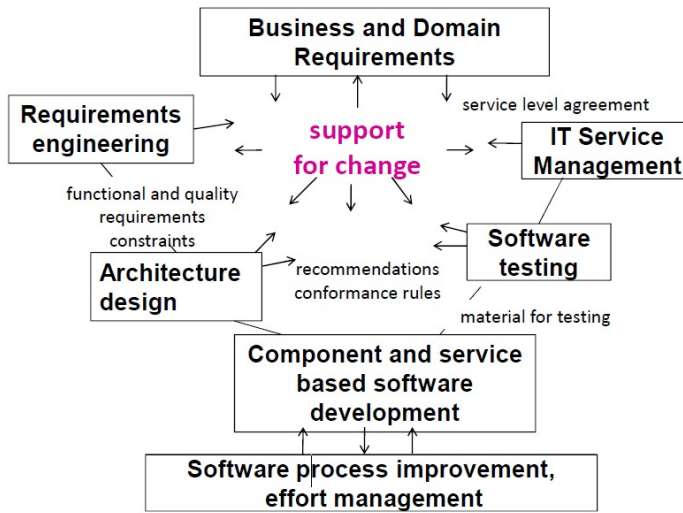 Business and Domain
Requirements
Requirements
engineering
service level agreement
support
for change
IT Service
Management
functional and quality
requirements
constraints
Software
testing
Architecture
design
recommendations
conformance rules
material for testing
Component and service
based software
development
Software process improvement,
effort management